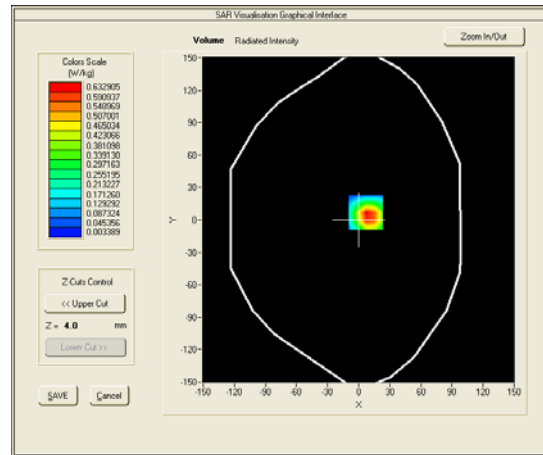 SAR Visualisation Graphical Interface
Volume Radiated Intensity
Zoom In/Out
Colors Scale
(W/kg)
0.632905
0.590937
0.548969
0.507001
0.465034
0.423066
0.381098
0.339130
0.297163
0.255195
0.213227
0.171260
0.129292
0.087324
0.045356
0.003389
Z-Cuts Control
<< Upper Cut
Z = 4.0 mm
Lower Cut >>
SAVE
Cancel
150
120
90
60
30
0
-30
-60
-90
-120
-150
Y
-150 -120 -90 -60 -30 0 30 60 90 120 150
X